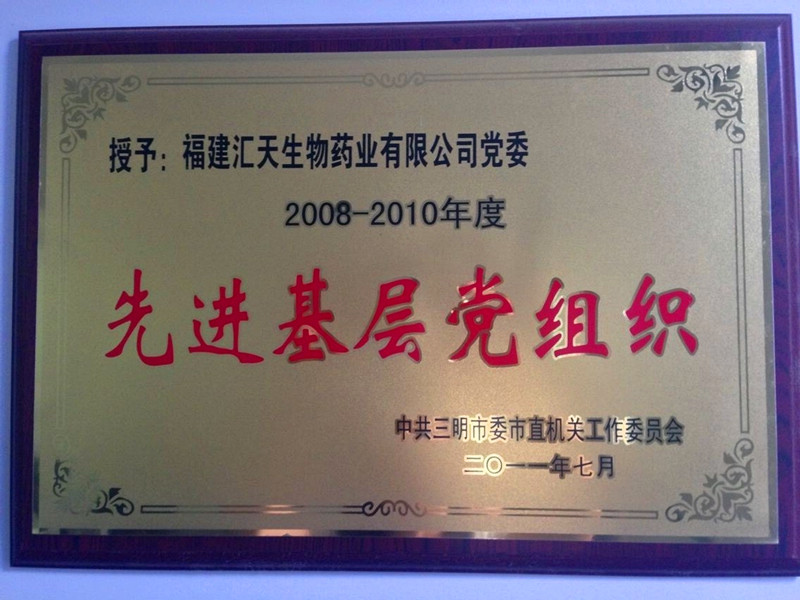 授予：福建汇天生物药业有限公司党委
2008-2010年度
先进基层党组织
中共三明市委市直机关工作委员会
二〇一一年七月